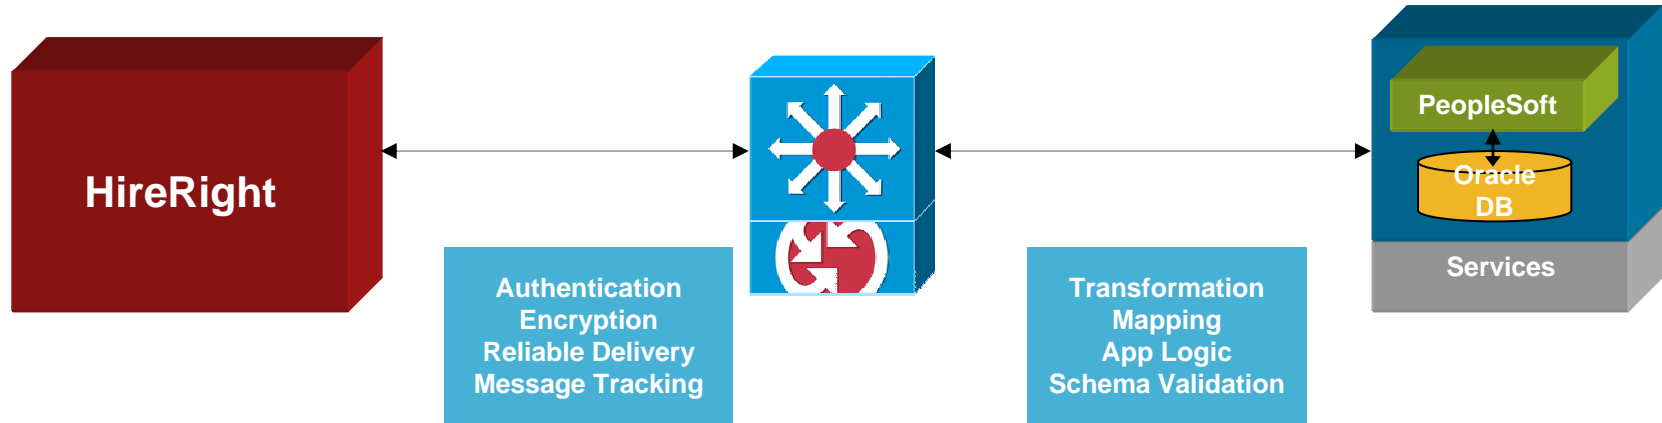 HireRight
Authentication
Encryption
Reliable Delivery
Message Tracking
Transformation
Mapping
App Logic
Schema Validation
PeopleSoft
Oracle
DB
Services